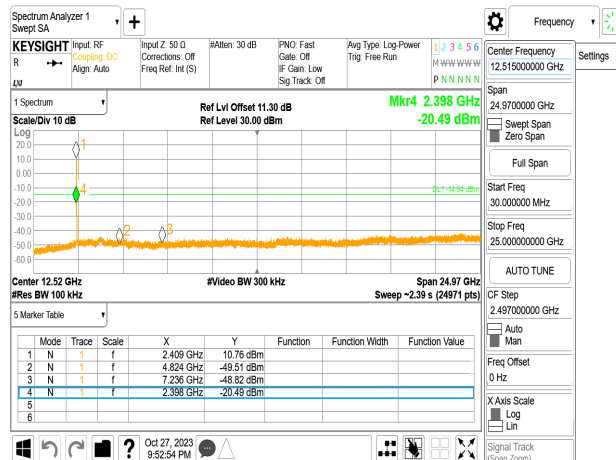 Spectrum Analyzer 1
Swept SA
Frequency
KEYSIGHT
R
Input: RF
Coupling: DC
Align: Auto
Input Z: 50 Ω
Corrections: Off
Freq Ref: Int (S)
#Atten: 30 dB
PNO: Fast
Gate: Off
IF Gain: Low
Sig Track: Off
Avg Type: Log-Power
Trig: Free Run
1 2 3 4 5 6
M W W W W W
P N N N N N
LXI
1 Spectrum
Scale/Div 10 dB
Ref Lvl Offset 11.30 dB
Ref Level 30.00 dBm
Mkr4 2.398 GHz
-20.49 dBm
Log
20.0
10.0
0.00
-10.0
-20.0
-30.0
-40.0
-50.0
-60.0
1
4
2
3
DL1 -14.94 dBm
Center 12.52 GHz
#Video BW 300 kHz
Span 24.97 GHz
#Res BW 100 kHz
Sweep ~2.39 s (24971 pts)
5 Marker Table
Mode Trace Scale X Y Function Function Width Function Value
1 N 1 f 2.409 GHz 10.76 dBm
2 N 1 f 4.824 GHz -49.51 dBm
3 N 1 f 7.236 GHz -48.82 dBm
4 N 1 f 2.398 GHz -20.49 dBm
5
6
?
Oct 27, 2023
9:52:54 PM
Center Frequency
12.515000000 GHz
Settings
Span
24.9700000 GHz
Swept Span
Zero Span
Full Span
Start Freq
30.000000 MHz
Stop Freq
25.000000000 GHz
AUTO TUNE
CF Step
2.497000000 GHz
Auto
Man
Freq Offset
0 Hz
X Axis Scale
Log
Lin
Signal Track
(Span Zoom)